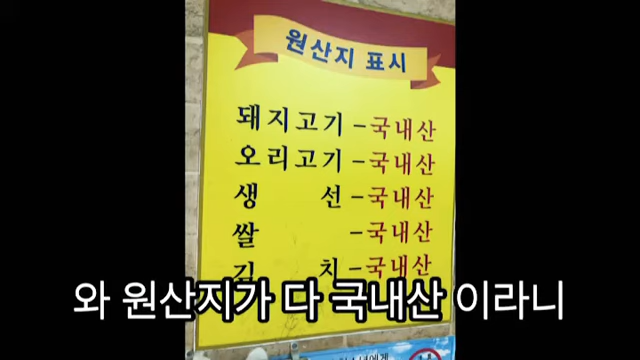 원산지 표시
돼지고기 - 국내산
오리고기 - 국내산
생 선 - 국내산
쌀 - 국내산
김 치 - 국내산
와 원산지가 다 국내산 이라니